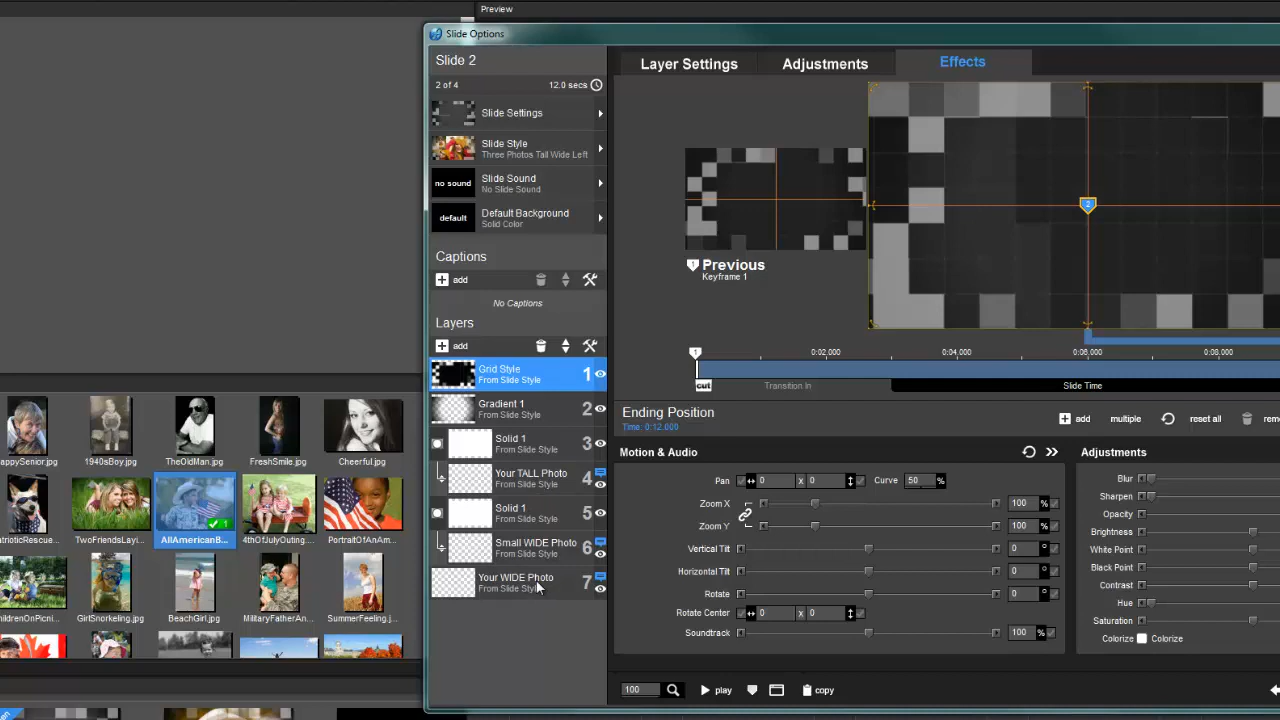 Preview
Slide Options
Slide 2
2 of 4
12.0 secs
Slide Settings
Slide Style
Three Photos Tall Wide Left
no sound
Slide Sound
No Slide Sound
default
Default Background
Solid Color
Captions
add
No Captions
Layers
add
Grid Style
From Slide Style
1
Gradient 1
From Slide Style
2
Solid 1
From Slide Style
3
Your TALL Photo
From Slide Style
4
Solid 1
From Slide Style
5
Small WIDE Photo
From Slide Style
6
Your WIDE Photo
From Slide Style
7
Layer Settings
Adjustments
Effects
2
1
Previous
Keyframe 1
1
0:02,000
0:04,000
0:08,000
0:08,000
cut
Transition In
Slide Time
Ending Position
Time: 0:12.000
add
multiple
reset all
Motion & Audio
Pan
0
x
0
Curve
50
%
Zoom X
100
%
Zoom Y
100
%
Vertical Tilt
0
°
Horizontal Tilt
0
°
Rotate
0
°
Rotate Center
0
x
0
Soundtrack
100
%
Adjustments
Blur
Sharpen
Opacity
Brightness
White Point
Black Point
Contrast
Hue
Saturation
Colorize
Colorize
100
play
copy
appySenior.jpg
1940sBoy.jpg
TheOldMan.jpg
FreshSmile.jpg
Cheerful.jpg
1
trioticRescue...
TwoFriendsLayi...
AllAmericanB...
4thOfJulyOuting...
PortraitOfAnAm...
ildrenOnPicni...
GirlSnorkeling.jpg
BeachGirl.jpg
MilitaryFatherAn...
SummerFeeling.j...